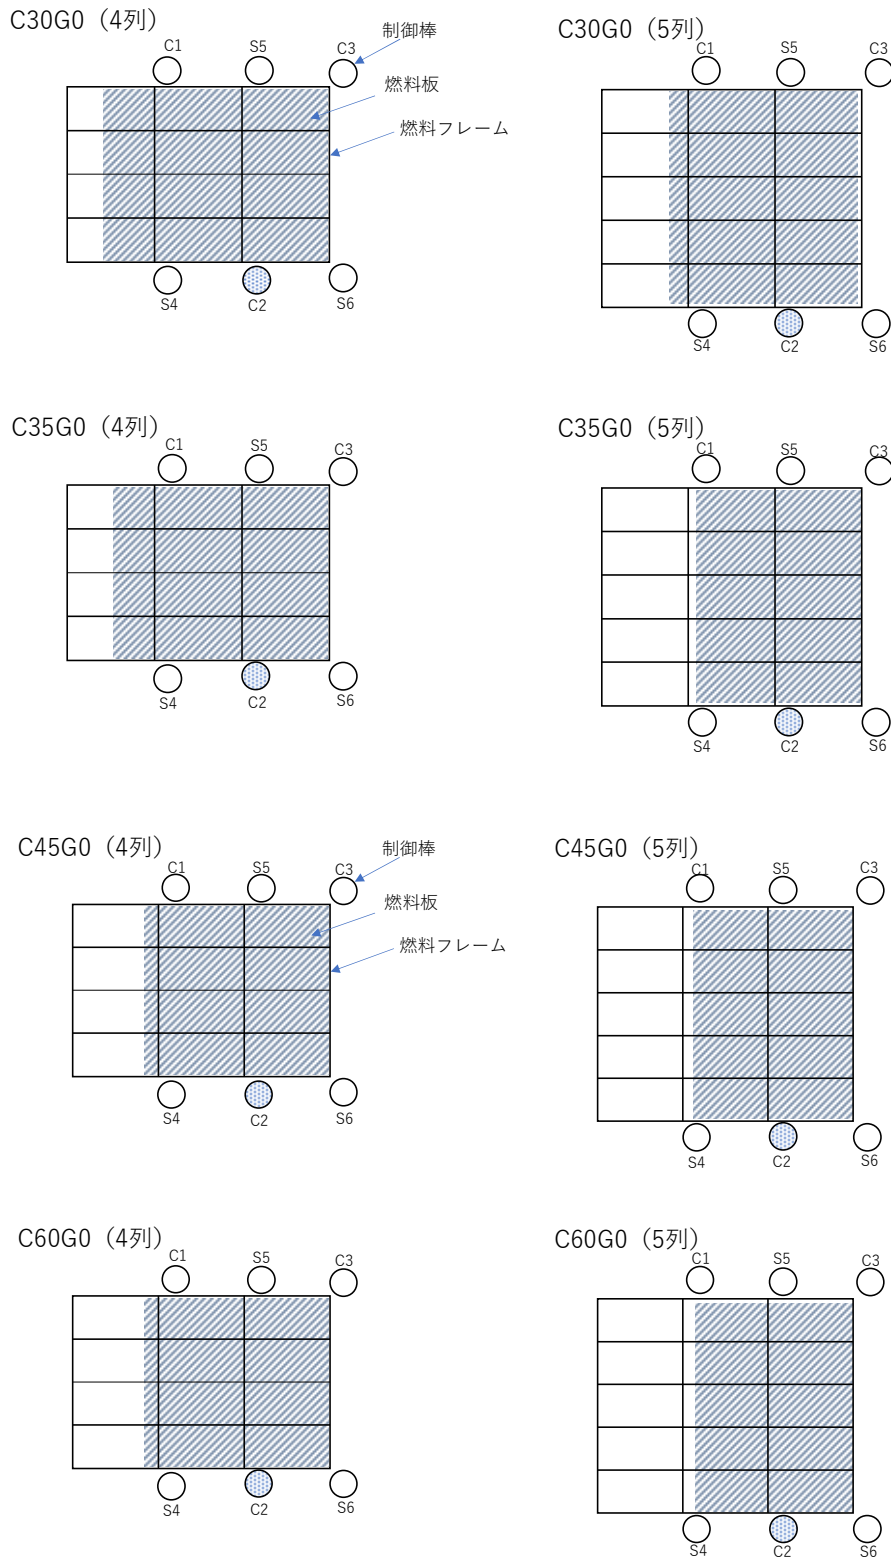 C30G0（4列）
C1
S5
C3
制御棒
燃料板
燃料フレーム
S4
C2
S6
C30G0（5列）
C1
S5
C3
S4
C2
S6
C35G0（4列）
C1
S5
C3
S4
C2
S6
C35G0（5列）
C1
S5
C3
S4
C2
S6
C45G0（4列）
C1
S5
C3
制御棒
燃料板
燃料フレーム
S4
C2
S6
C45G0（5列）
C1
S5
C3
S4
C2
S6
C60G0（4列）
C1
S5
C3
S4
C2
S6
C60G0（5列）
C1
S5
C3
S4
C2
S6